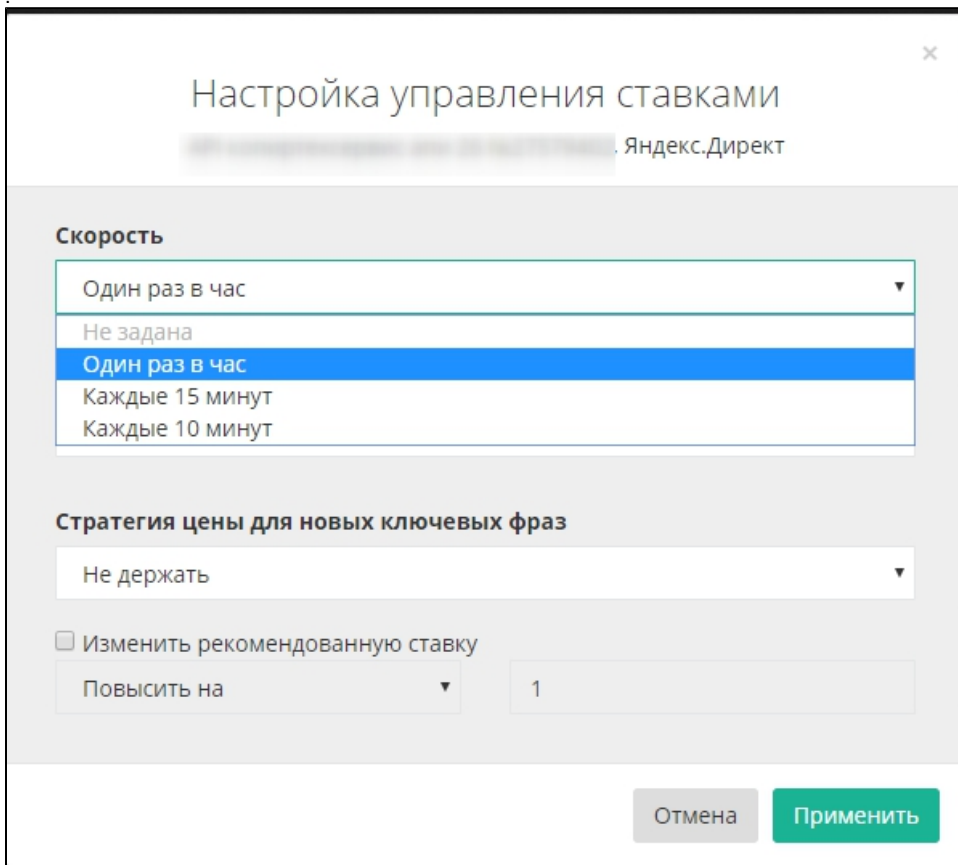 .
×
Настройка управления ставками
, Яндекс.Директ
Скорость
Один раз в час
Не задана
Один раз в час
Каждые 15 минут
Каждые 10 минут
Стратегия цены для новых ключевых фраз
Не держать
Изменить рекомендованную ставку
Повысить на 1
Отмена Применить